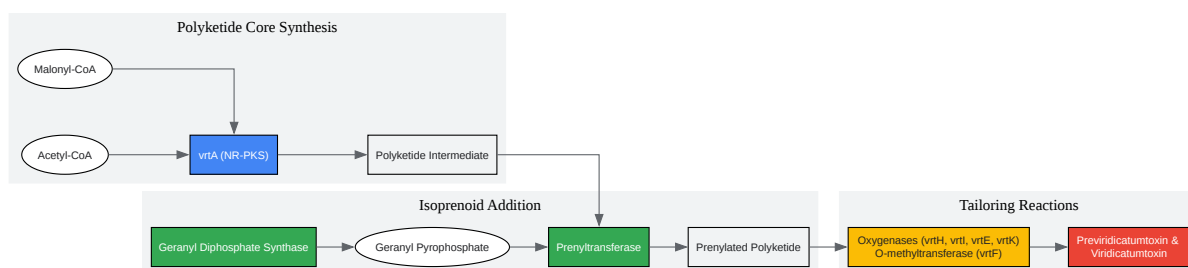 Polyketide Core Synthesis
Malonyl-CoA
Acetyl-CoA
vrtA (NR-PKS)
Polyketide Intermediate
Isoprenoid Addition
Geranyl Diphosphate Synthase
Geranyl Pyrophosphate
Prenyltransferase
Prenylated Polyketide
Tailoring Reactions
Oxygenases (vrtH, vrtI, vrtE, vrtK)
O-methyltransferase (vrtF)
Previridicatumtoxin &
Viridicatumtoxin